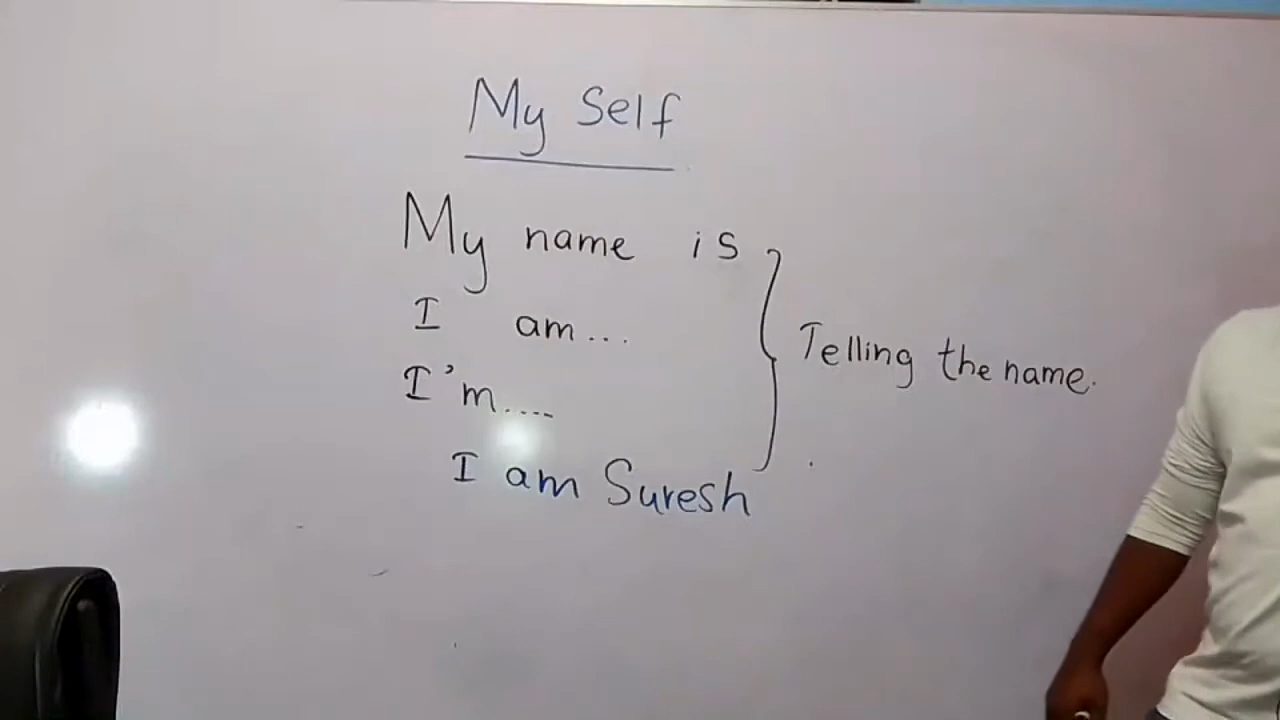 My Self
My name is
I am...
I'm....
Telling the name.
I am Suresh